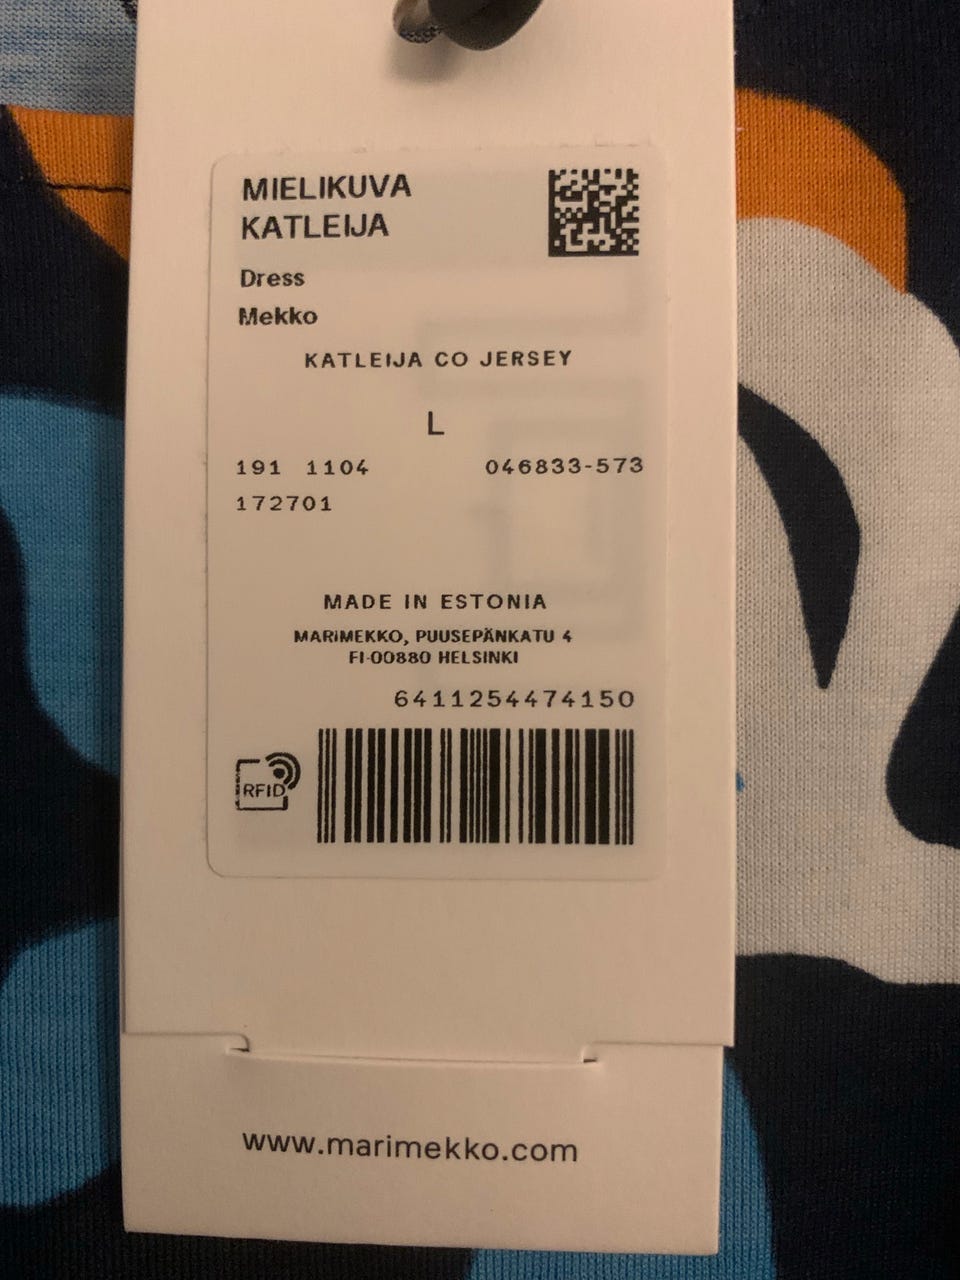 MIELIKUVA
KATLEIJA
Dress
Mekko
KATLEIJA CO JERSEY
L
191 1104 046833-573
172701
MADE IN ESTONIA
MARIMEKKO, PUUSEPÄNKATU 4
FI-00880 HELSINKI
6411254474150
RFID
www.marimekko.com